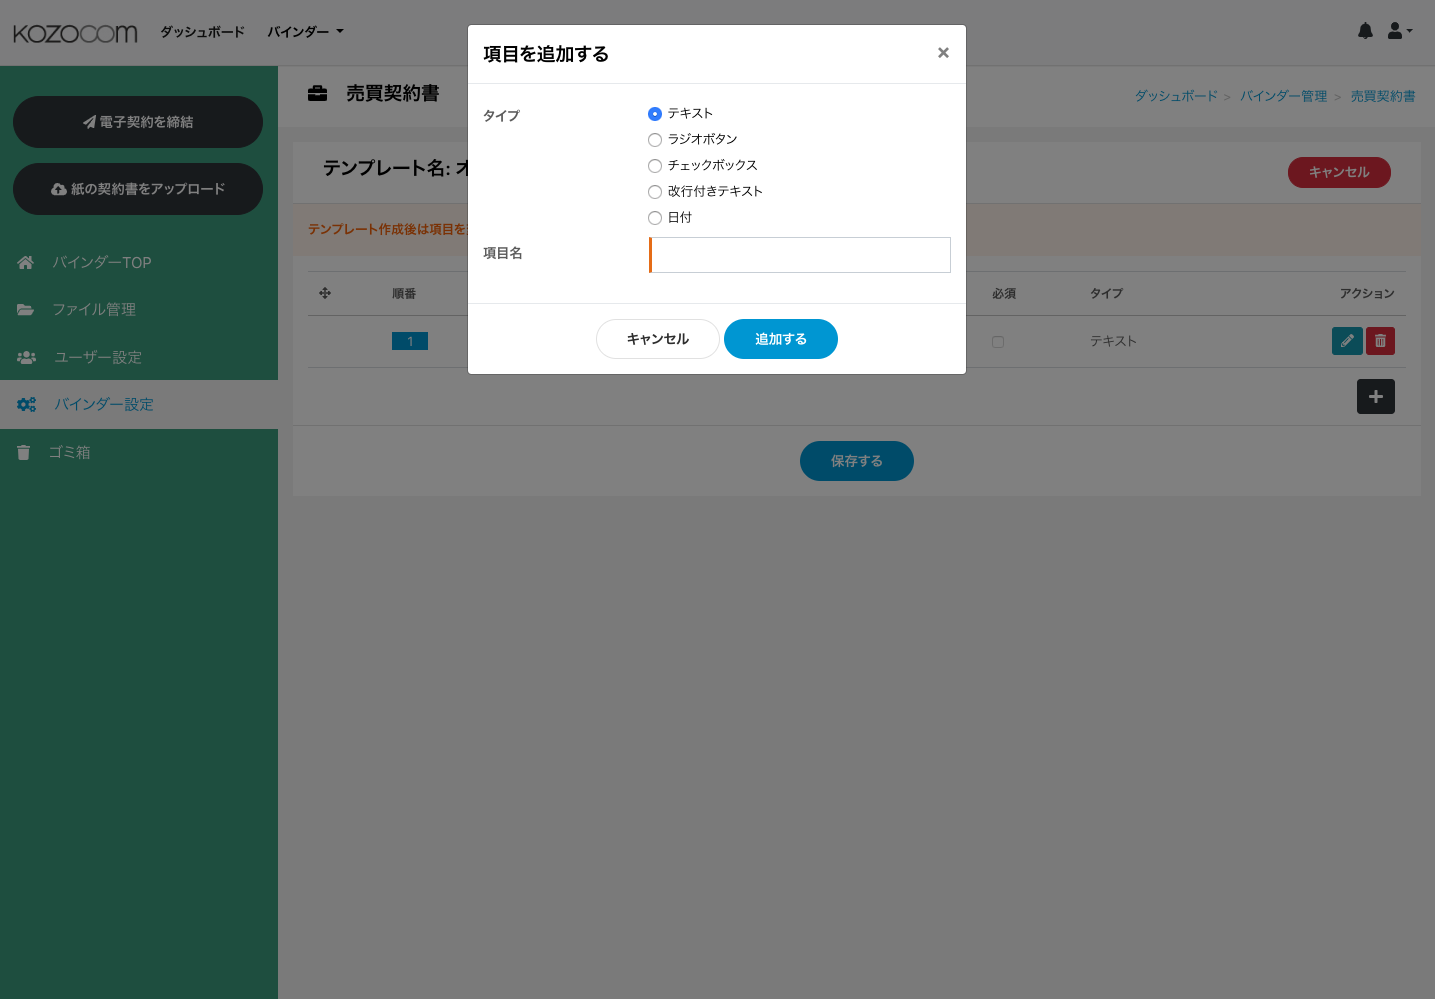 KOZOCOM ダッシュボード バインダー
項目を追加する ×
電子契約を締結
紙の契約書をアップロード
バインダーTOP
ファイル管理
ユーザー設定
バインダー設定
ゴミ箱
売買契約書
ダッシュボード > バインダー管理 > 売買契約書
タイプ
テキスト
ラジオボタン
チェックボックス
改行付きテキスト
日付
項目名
キャンセル 追加する
テンプレート名:
キャンセル
テンプレート作成後は項目を
順番 必須 タイプ アクション
1 テキスト
保存する